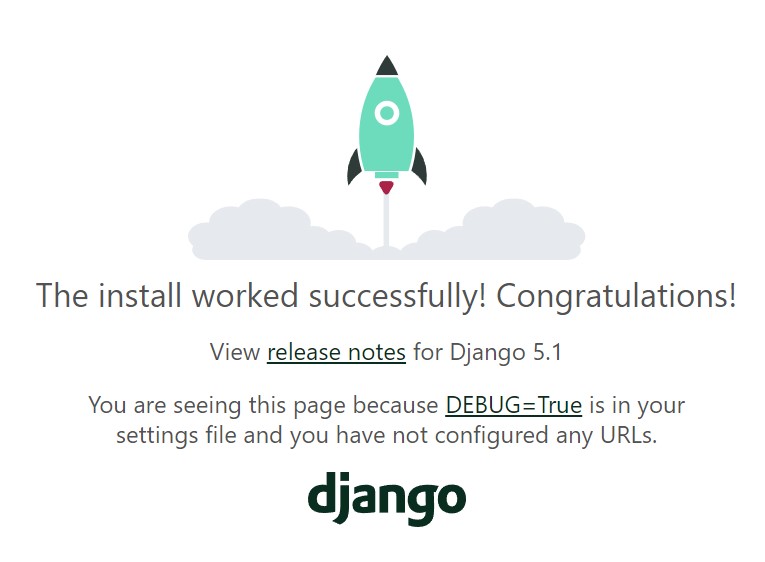 The install worked successfully! Congratulations!
View release notes for Django 5.1
You are seeing this page because DEBUG=True is in your
settings file and you have not configured any URLs.
django